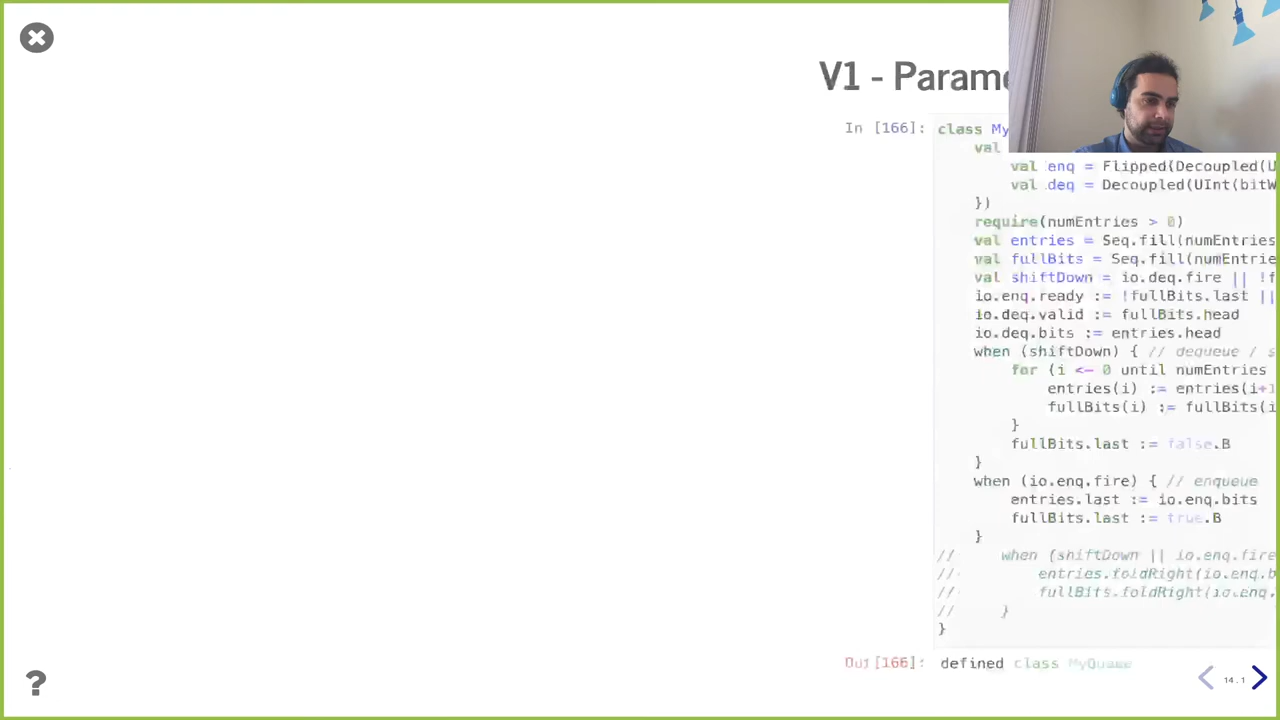 V1 - Parame
In [166]: class My
val
val enq = Flipped(Decoupled(U
val deq = Decoupled(UInt(bitW
})
require(numEntries > 0)
val entries = Seq.fill(numEntries
val fullBits = Seq.fill(numEntrie
val shiftDown = io.deq.fire || !f
io.enq.ready := !fullBits.last ||
io.deq.valid := fullBits.head
io.deq.bits := entries.head
when (shiftDown) { // dequeue / s
for (i <- 0 until numEntries
entries(i) := entries(i+1
fullBits(i) := fullBits(i
}
fullBits.last := false.B
}
when (io.enq.fire) { // enqueue
entries.last := io.enq.bits
fullBits.last := true.B
}
// when (shiftDown || io.enq.fire
// entries.foldRight(io.enq.b
// fullBits.foldRight(io.enq.
// }
}
Out[166]: defined class MyQueue
?
14.1